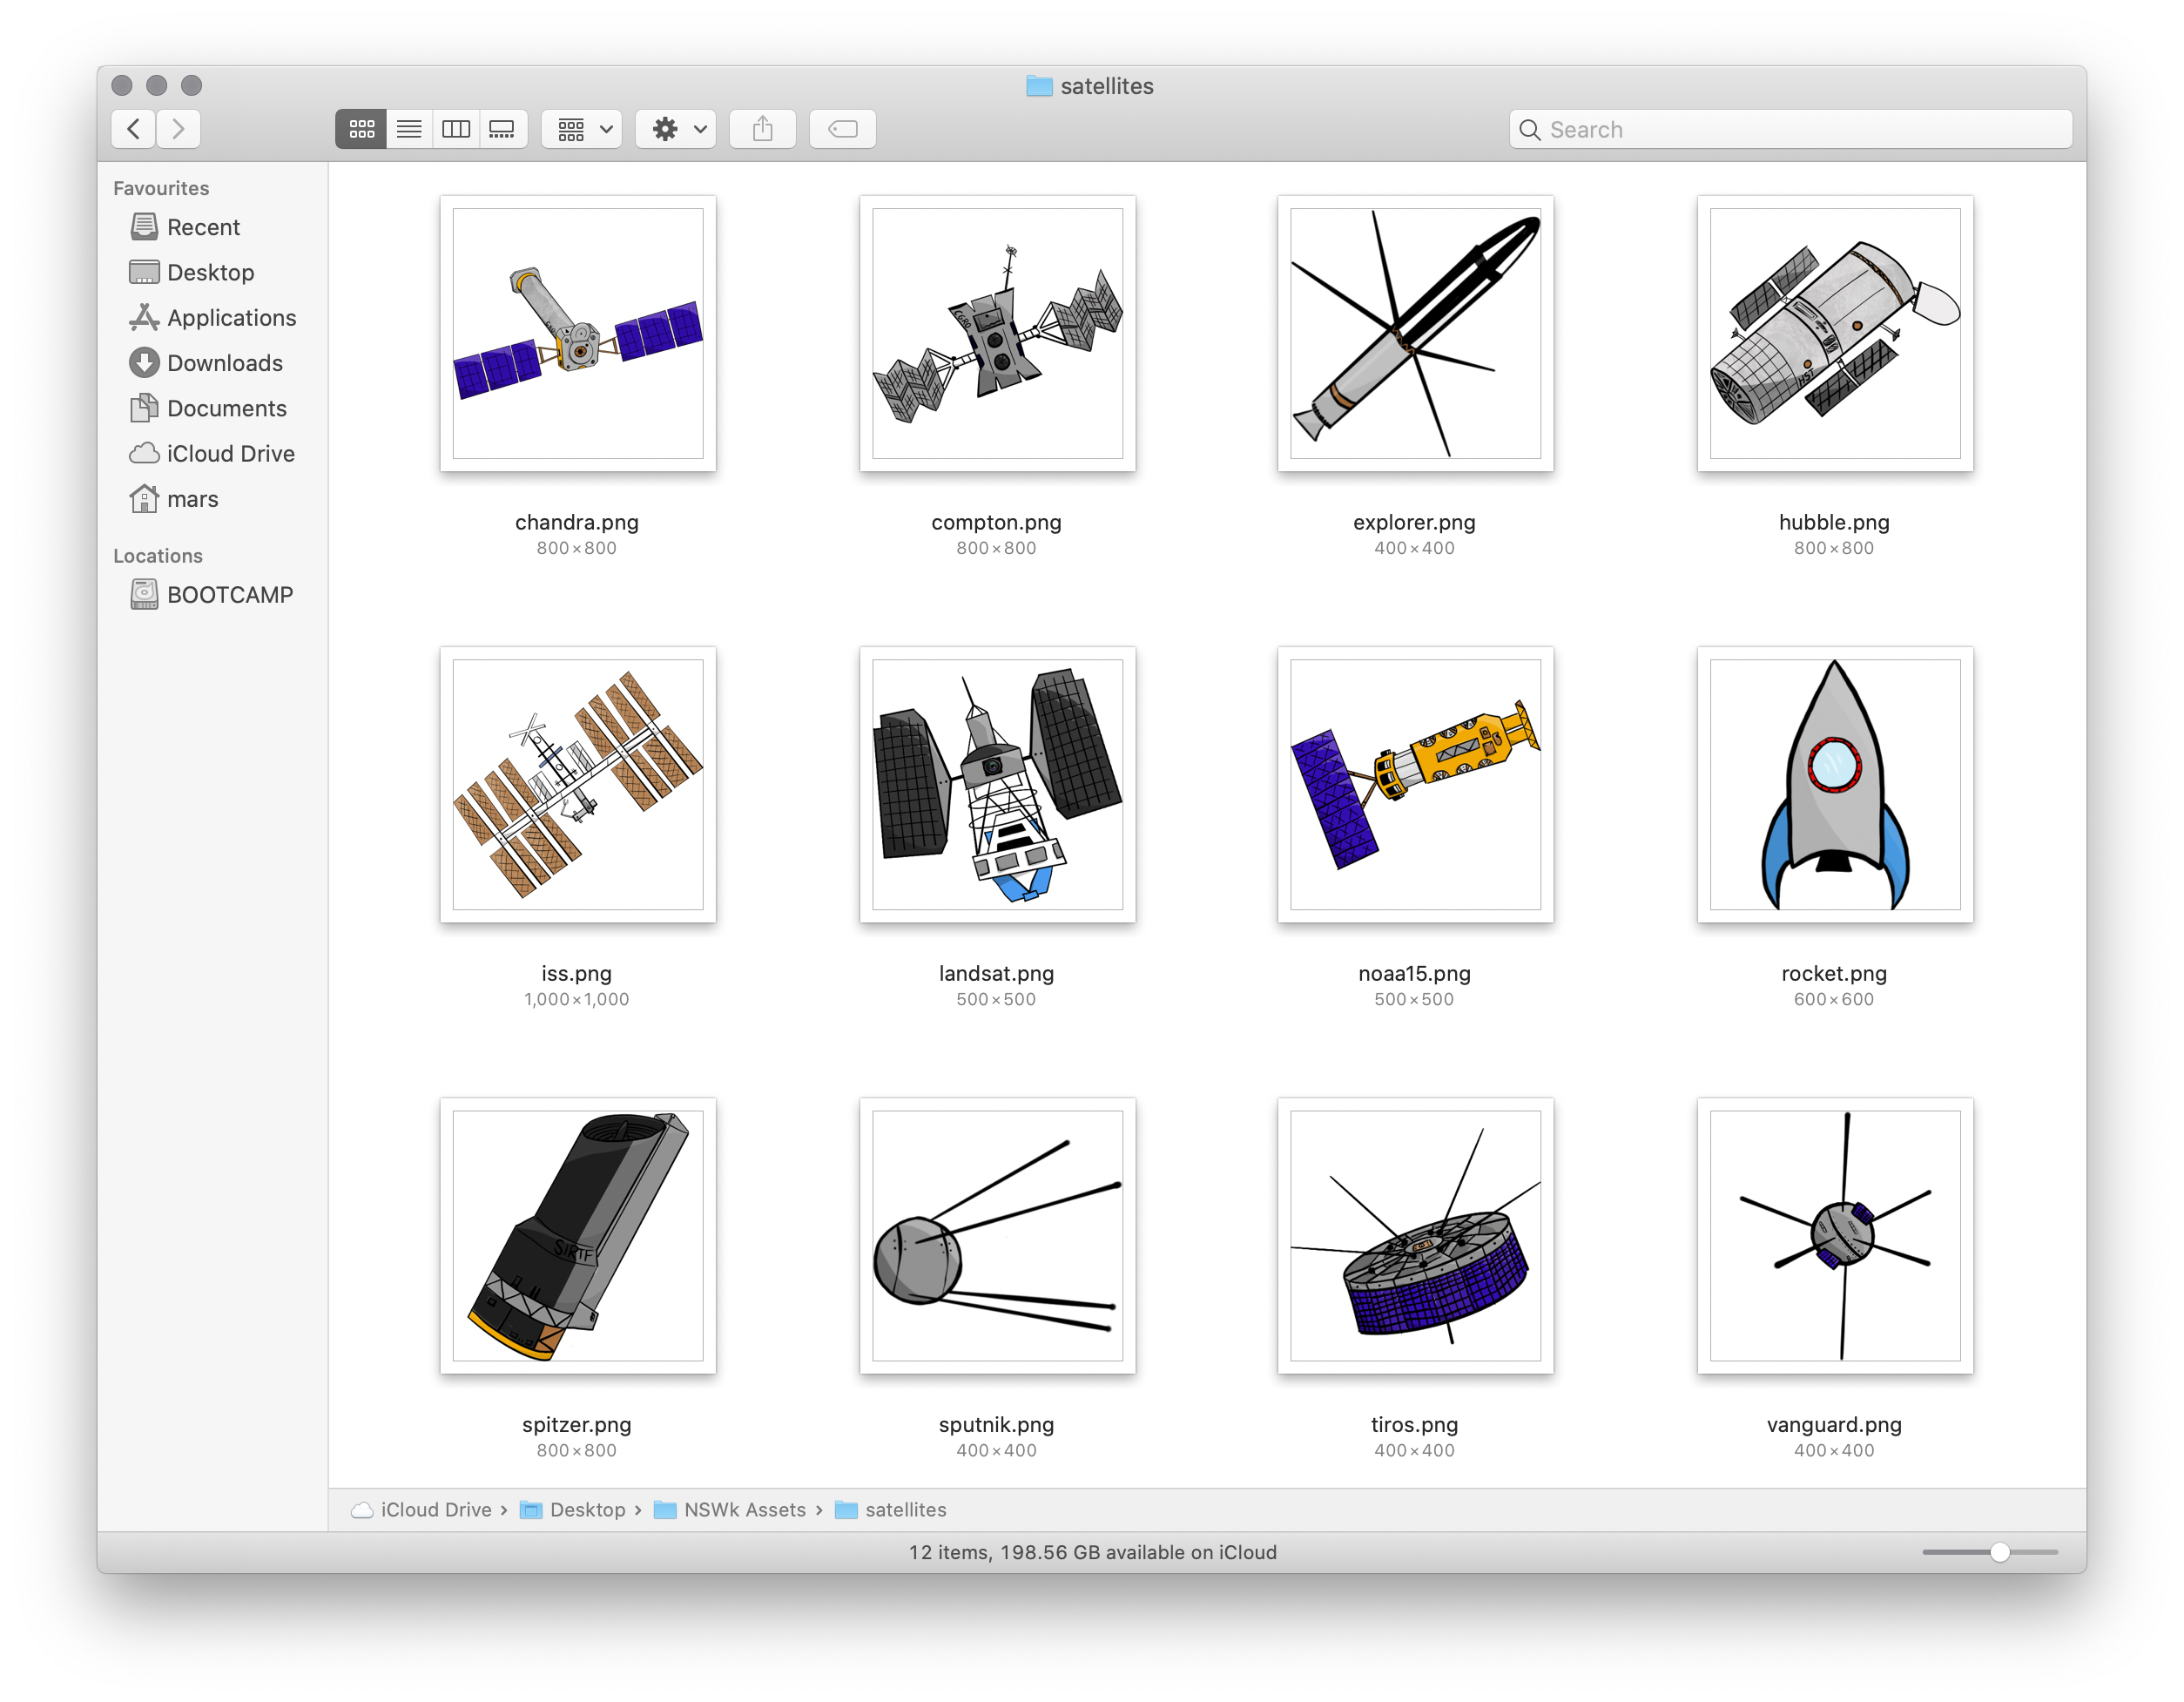 satellites
Search
Favourites
Recent
Desktop
Applications
Downloads
Documents
iCloud Drive
mars
Locations
BOOTCAMP
CGRO
HST
chandra.png
compton.png
explorer.png
hubble.png
800×800
800×800
400×400
800×800
iss.png
landsat.png
noaa15.png
rocket.png
1,000×1,000
500×500
500×500
600×600
SIRTF
spitzer.png
sputnik.png
tiros.png
vanguard.png
800×800
400×400
400×400
400×400
iCloud Drive › Desktop › NSWk Assets › satellites
12 items, 198.56 GB available on iCloud